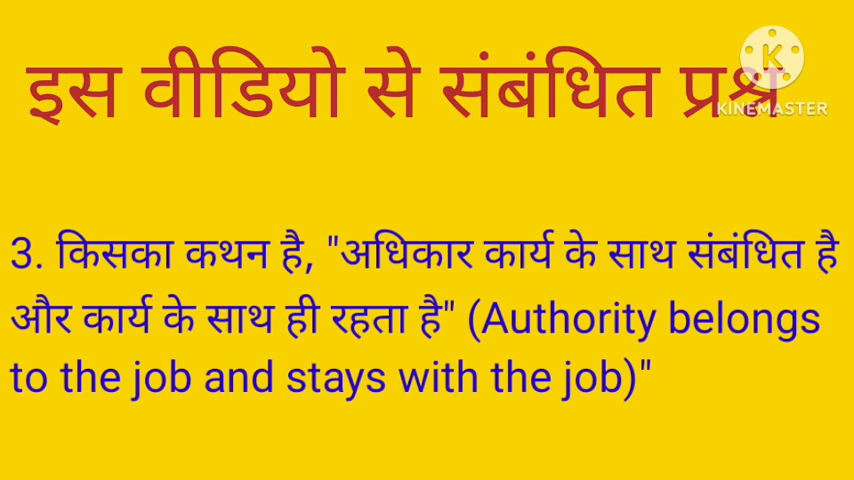 इस वीडियो से संबंधित प्रश्न
KINEMASTER
3. किसका कथन है, "अधिकार कार्य के साथ संबंधित है
और कार्य के साथ ही रहता है" (Authority belongs
to the job and stays with the job)"